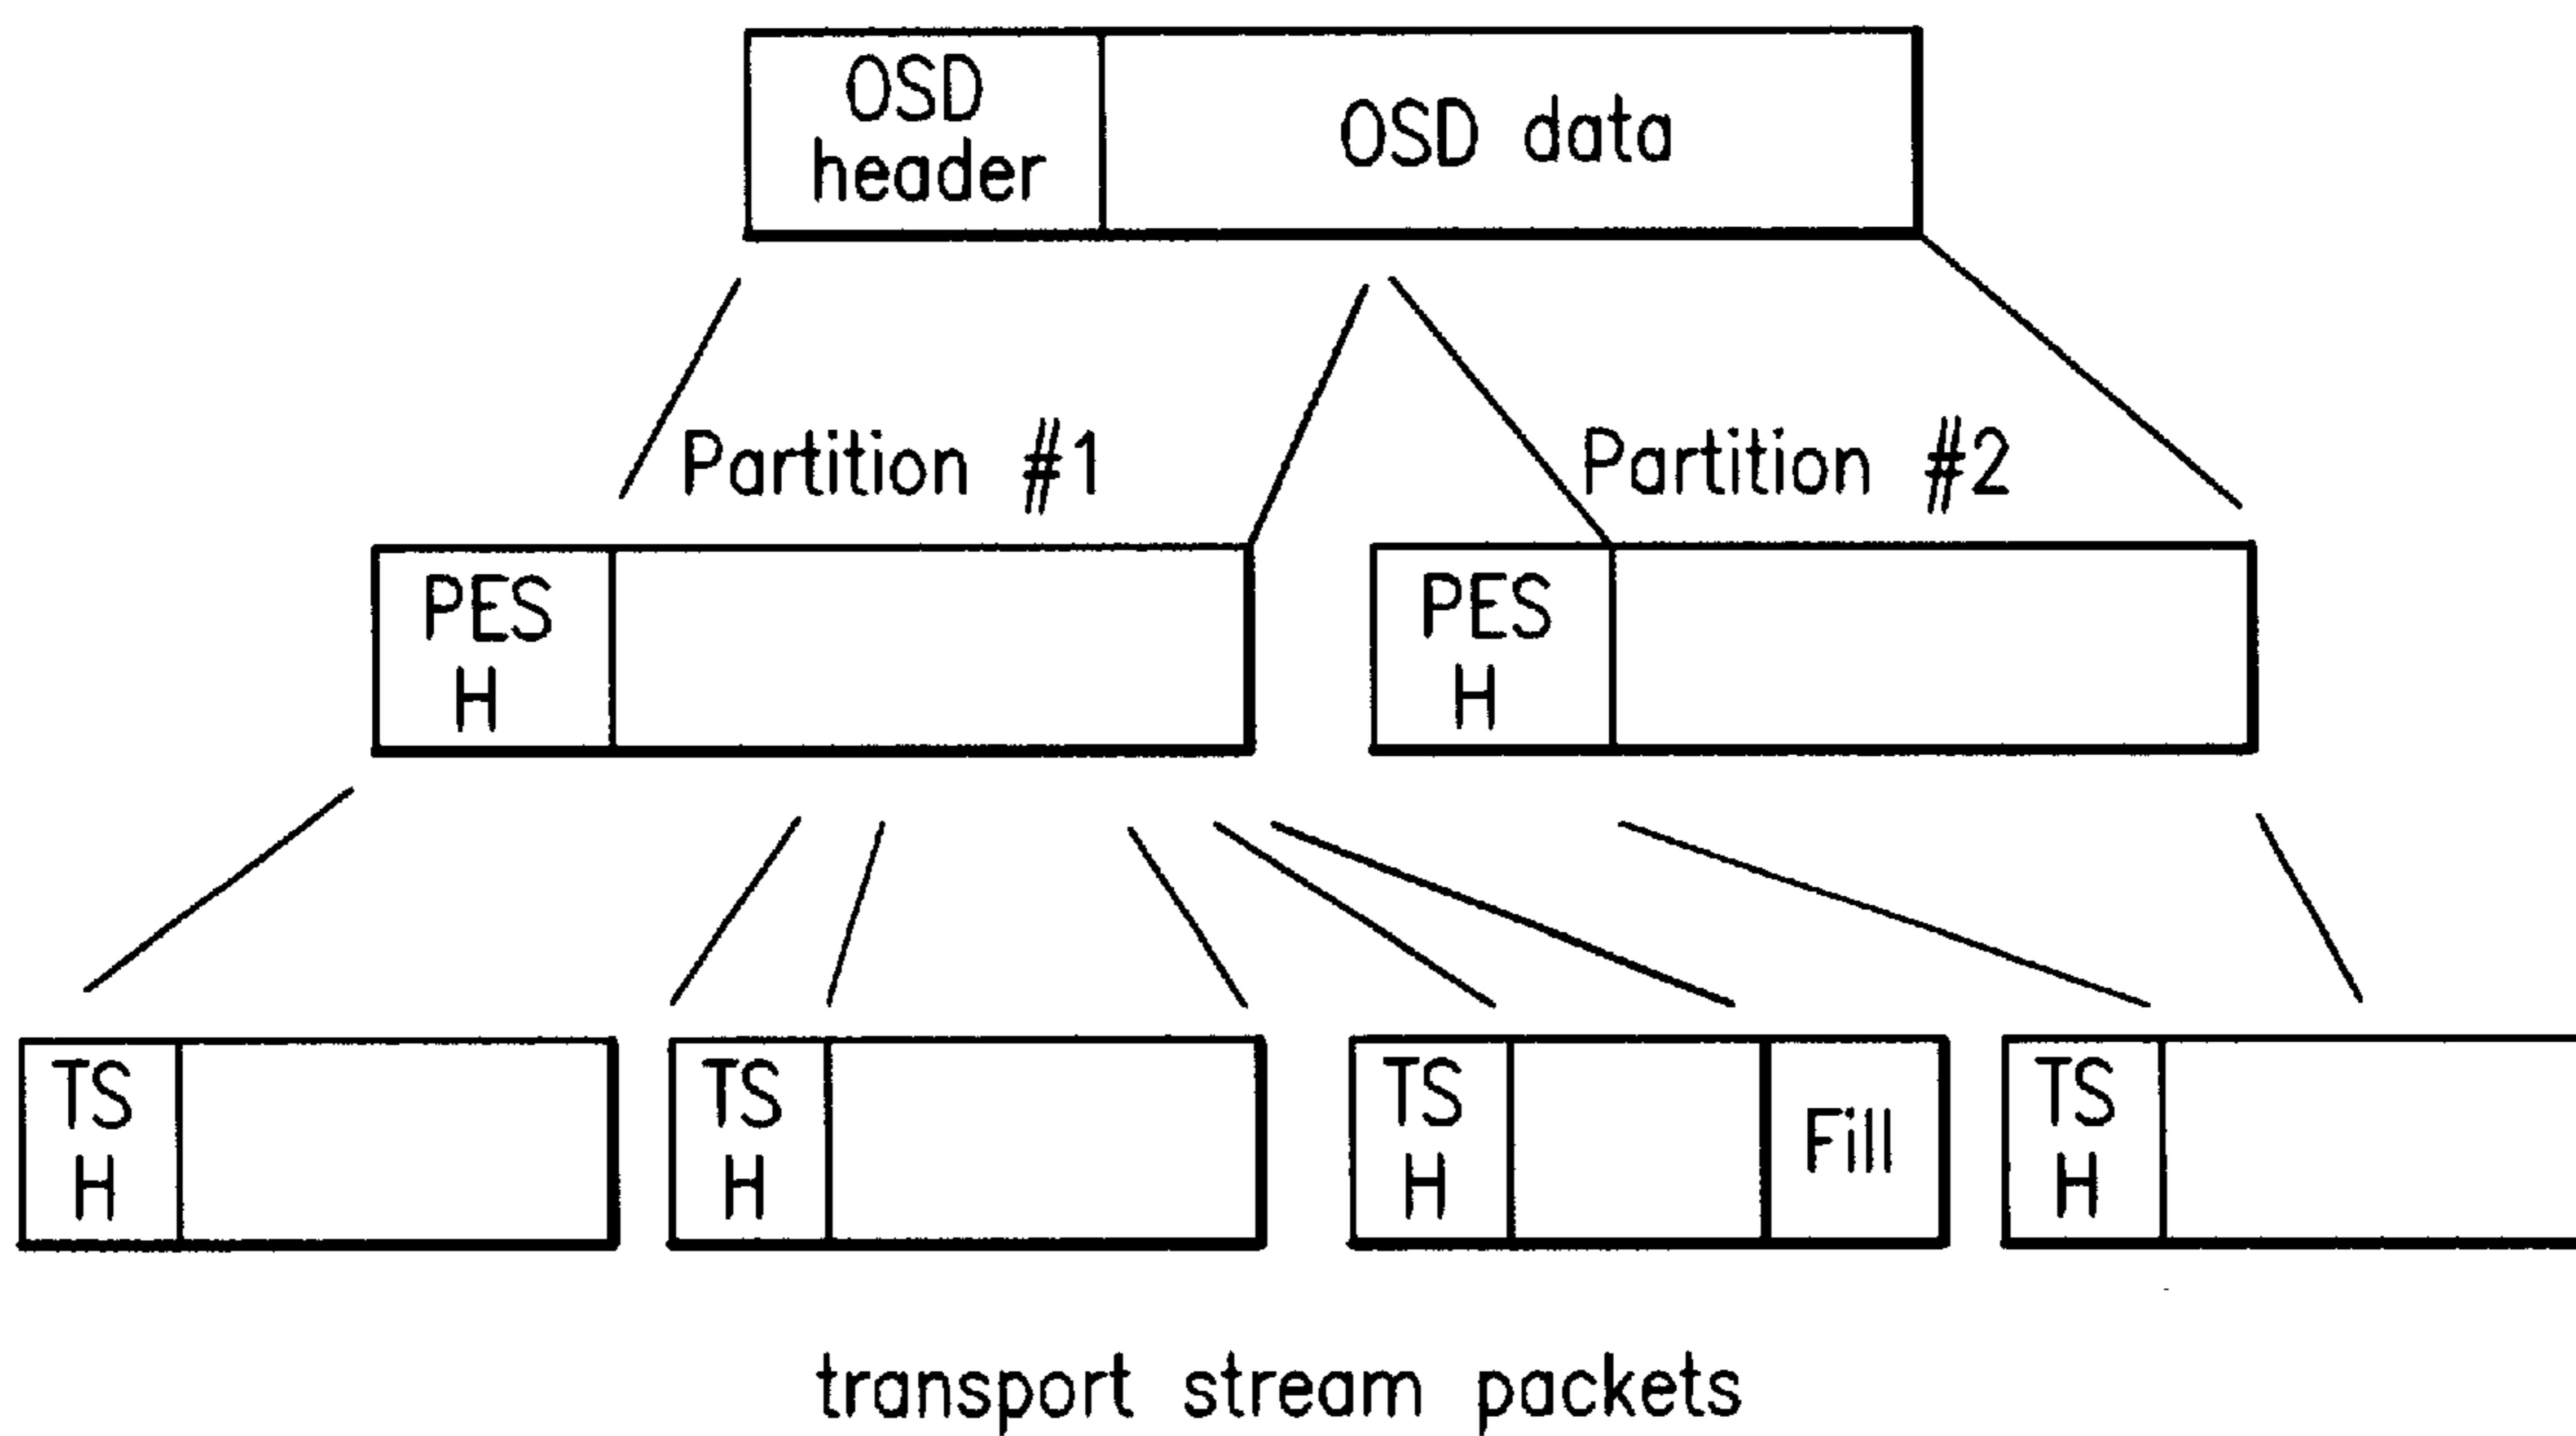 OSD
header
OSD data
Partition #1
Partition #2
PES
H
PES
H
TS
H
TS
H
TS
H
Fill
TS
H
transport stream packets